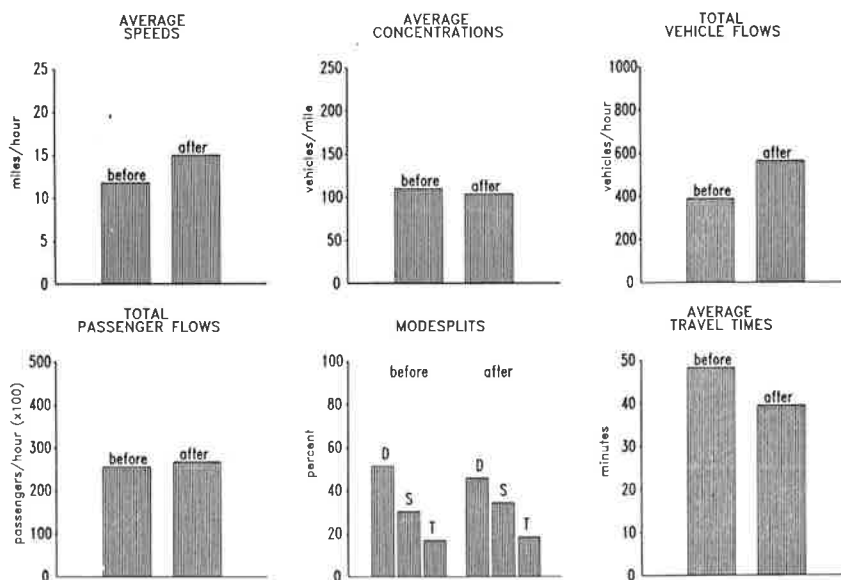 AVERAGE
SPEEDS
miles/hour
25
20
15
10
5
0
before
after
AVERAGE
CONCENTRATIONS
vehicles/mile
250
200
150
100
50
0
before
after
TOTAL
VEHICLE FLOWS
vehicles/hour
1000
800
600
400
200
0
before
after
TOTAL
PASSENGER FLOWS
passengers/hour (x100)
500
400
300
200
100
0
before
after
MODESPLITS
percent
100
80
60
40
20
0
before
after
D
S
T
D
S
T
AVERAGE
TRAVEL TIMES
minutes
50
40
30
20
10
0
before
after